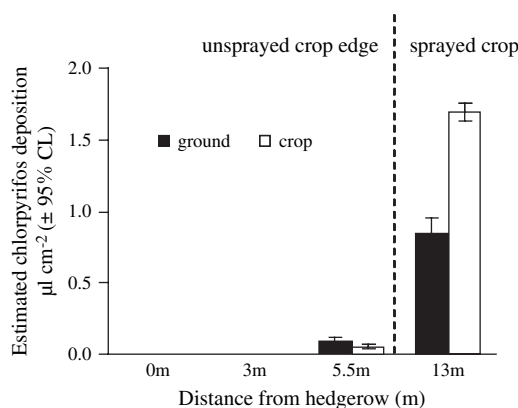 unsprayed crop edge
sprayed crop
Estimated chlorpyrifos deposition
µl cm-2 (± 95% CL)
2.0
1.5
1.0
0.5
0.0
ground
crop
0m
3m
5.5m
13m
Distance from hedgerow (m)